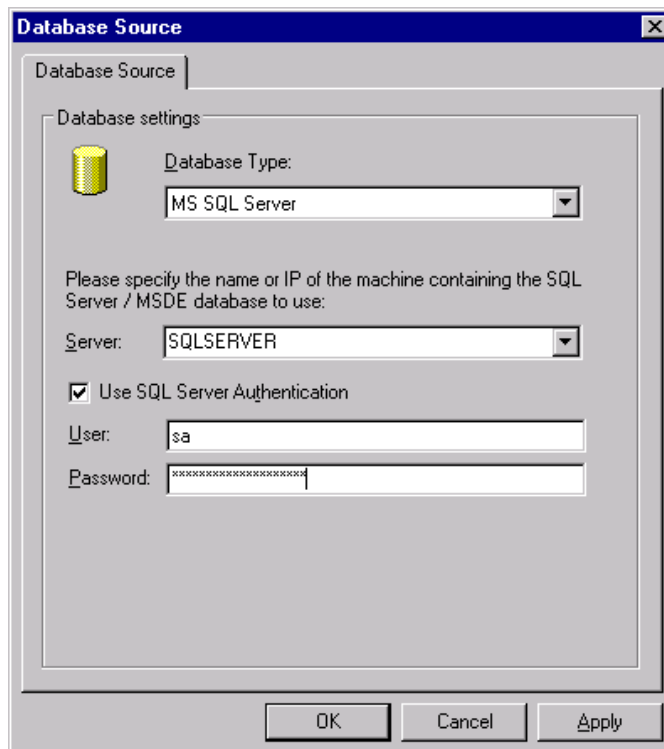 Database Source
Database Source
Database settings
Database Type:
MS SQL Server
Please specify the name or IP of the machine containing the SQL
Server / MSDE database to use:
Server: SQLSERVER
Use SQL Server Authentication
User: sa
Password: ********************
OK Cancel Apply